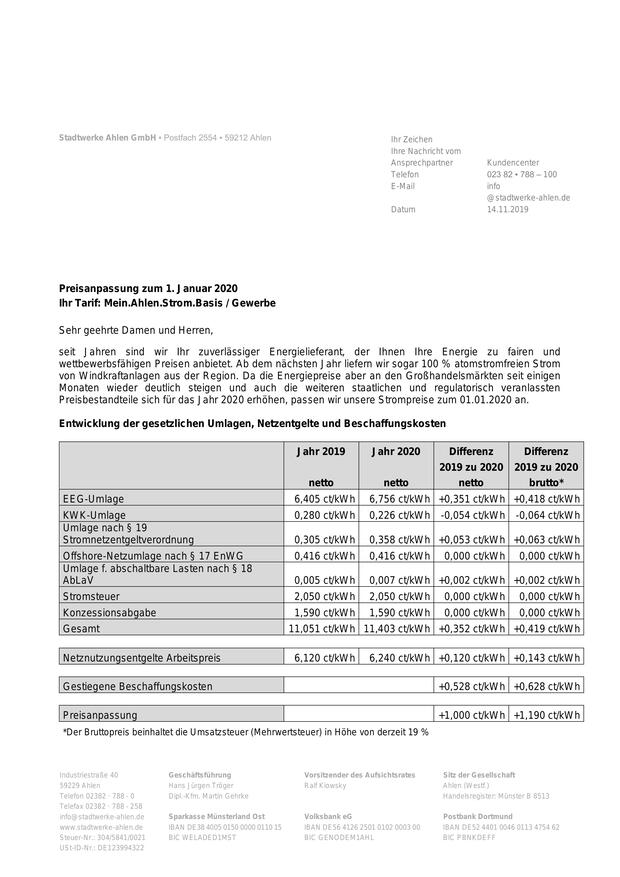 Stadtwerke Ahlen GmbH • Postfach 2554 • 59212 Ahlen
Ihr Zeichen
Ihre Nachricht vom
Ansprechpartner Kundencenter
Telefon 023 82 • 788 – 100
E-Mail info
@stadtwerke-ahlen.de
Datum 14.11.2019
Preisanpassung zum 1. Januar 2020
Ihr Tarif: Mein.Ahlen.Strom.Basis / Gewerbe
Sehr geehrte Damen und Herren,
seit Jahren sind wir Ihr zuverlässiger Energielieferant, der Ihnen Ihre Energie zu fairen und
wettbewerbsfähigen Preisen anbietet. Ab dem nächsten Jahr liefern wir sogar 100 % atomstromfreien Strom
von Windkraftanlagen aus der Region. Da die Energiepreise aber an den Großhandelsmärkten seit einigen
Monaten wieder deutlich steigen und auch die weiteren staatlichen und regulatorisch veranlassten
Preisbestandteile sich für das Jahr 2020 erhöhen, passen wir unsere Strompreise zum 01.01.2020 an.
Entwicklung der gesetzlichen Umlagen, Netzentgelte und Beschaffungskosten
Jahr 2019 Jahr 2020 Differenz Differenz
2019 zu 2020 2019 zu 2020
netto netto netto brutto*
EEG-Umlage 6,405 ct/kWh 6,756 ct/kWh +0,351 ct/kWh +0,418 ct/kWh
KWK-Umlage 0,280 ct/kWh 0,226 ct/kWh -0,054 ct/kWh -0,064 ct/kWh
Umlage nach § 19
Stromnetzentgeltverordnung 0,305 ct/kWh 0,358 ct/kWh +0,053 ct/kWh +0,063 ct/kWh
Offshore-Netzumlage nach § 17 EnWG 0,416 ct/kWh 0,416 ct/kWh 0,000 ct/kWh 0,000 ct/kWh
Umlage f. abschaltbare Lasten nach § 18
AbLaV 0,005 ct/kWh 0,007 ct/kWh +0,002 ct/kWh +0,002 ct/kWh
Stromsteuer 2,050 ct/kWh 2,050 ct/kWh 0,000 ct/kWh 0,000 ct/kWh
Konzessionsabgabe 1,590 ct/kWh 1,590 ct/kWh 0,000 ct/kWh 0,000 ct/kWh
Gesamt 11,051 ct/kWh 11,403 ct/kWh +0,352 ct/kWh +0,419 ct/kWh
Netznutzungsentgelte Arbeitspreis 6,120 ct/kWh 6,240 ct/kWh +0,120 ct/kWh +0,143 ct/kWh
Gestiegene Beschaffungskosten +0,528 ct/kWh +0,628 ct/kWh
Preisanpassung +1,000 ct/kWh +1,190 ct/kWh
*Der Bruttopreis beinhaltet die Umsatzsteuer (Mehrwertsteuer) in Höhe von derzeit 19 %
Industriestraße 40 Geschäftsführung Vorsitzender des Aufsichtsrates Sitz der Gesellschaft
59229 Ahlen Hans Jürgen Tröger Ralf Kiowsky Ahlen (Westf.)
Telefon 02382 · 788 - 0 Dipl.-Kfm. Martin Gehrke Handelsregister: Münster B 8513
Telefax 02382 · 788 - 258
info@stadtwerke-ahlen.de Sparkasse Münsterland Ost Volksbank eG Postbank Dortmund
www.stadtwerke-ahlen.de IBAN DE38 4005 0150 0000 0110 15 IBAN DE56 4126 2501 0102 0003 00 IBAN DE52 4401 0046 0113 4754 62
Steuer-Nr.: 304/5841/0021 BIC WELADED1MST BIC GENODEM1AHL BIC PBNKDEFF
USt-ID-Nr.: DE123994322